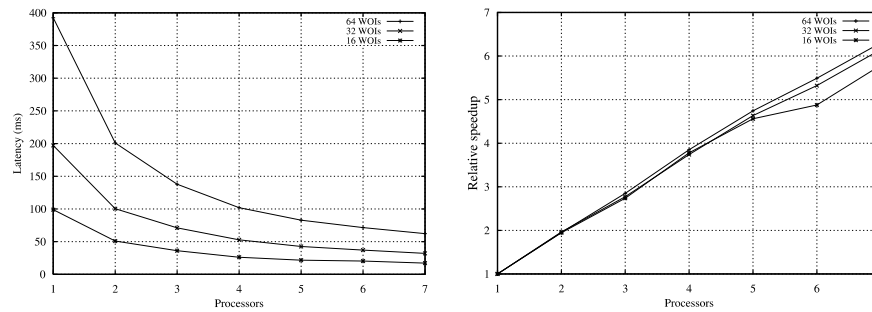 400
350
300
250
200
150
100
50
0
Latency (ms)
64 WOIs
32 WOIs
16 WOIs
1 2 3 4 5 6 7
Processors
7
6
5
4
3
2
1
Relative speedup
64 WOIs
32 WOIs
16 WOIs
1 2 3 4 5 6
Processors